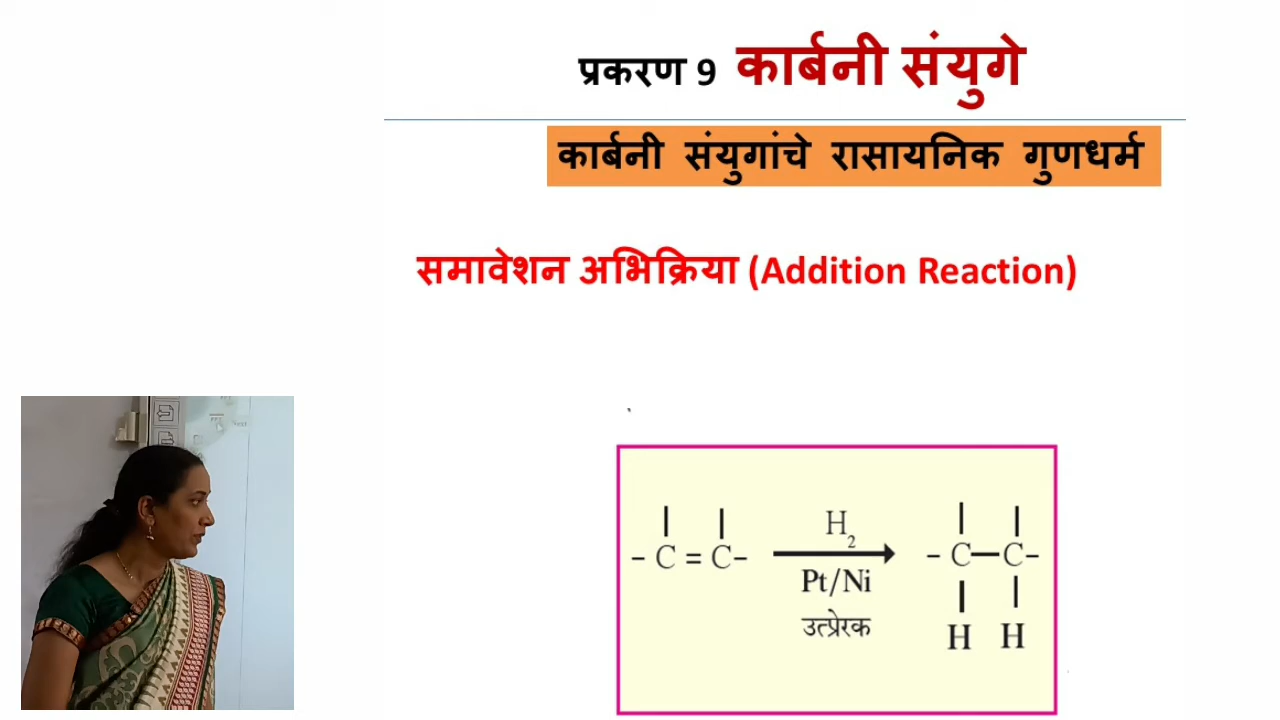 प्रकरण 9 कार्बनी संयुगे
कार्बनी संयुगांचे रासायनिक गुणधर्म
समावेशन अभिक्रिया (Addition Reaction)
H₂
- C = C- - C—C-
Pt/Ni
उत्प्रेरक
H H